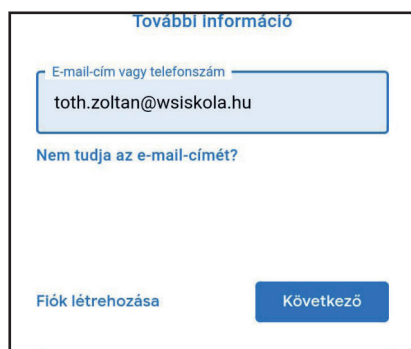 További információ
E-mail-cím vagy telefonszám
toth.zoltan@wsiskola.hu
Nem tudja az e-mail-címét?
Fiók létrehozása
Következő